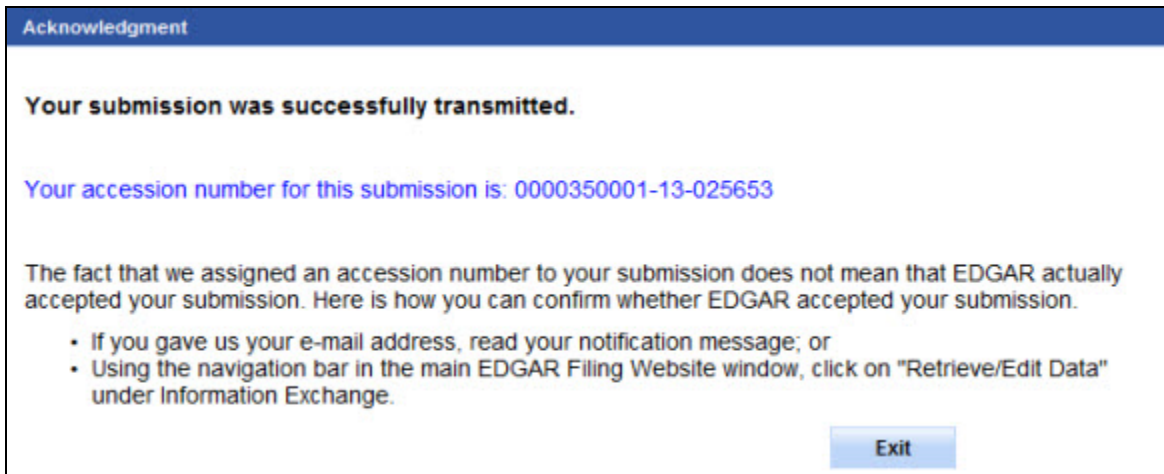 Acknowledgment
Your submission was successfully transmitted.
Your accession number for this submission is: 0000350001-13-025653
The fact that we assigned an accession number to your submission does not mean that EDGAR actually
accepted your submission. Here is how you can confirm whether EDGAR accepted your submission.
• If you gave us your e-mail address, read your notification message; or
• Using the navigation bar in the main EDGAR Filing Website window, click on "Retrieve/Edit Data"
under Information Exchange.
Exit